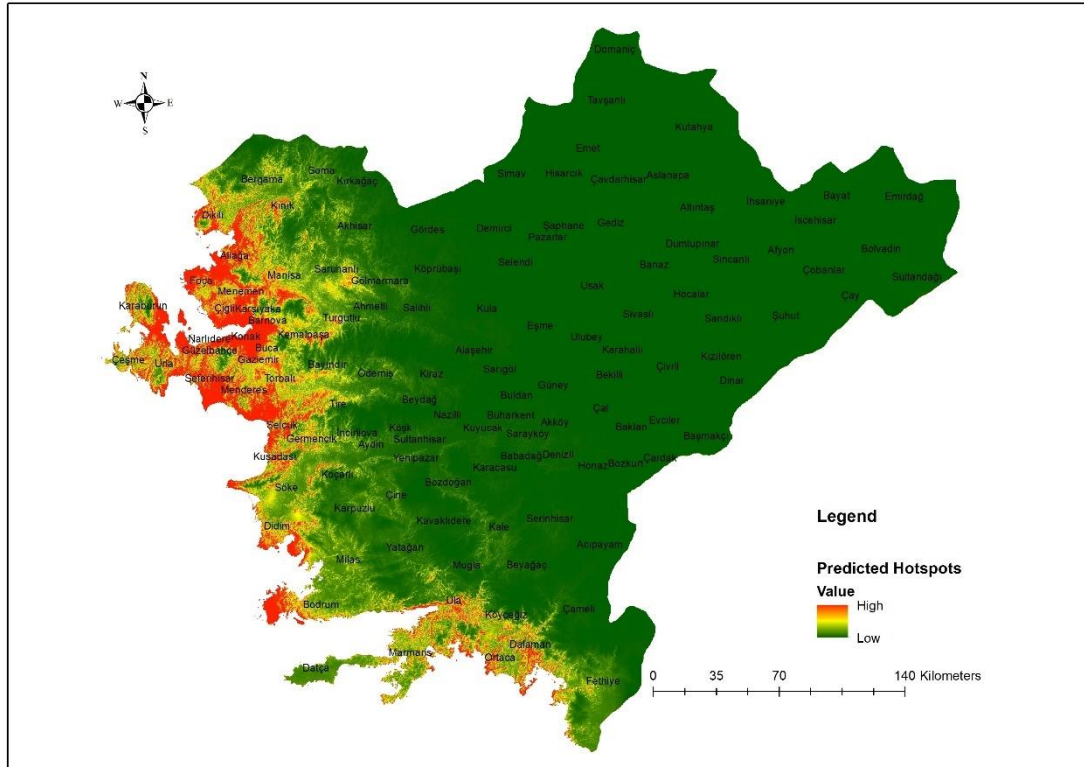 Domaniç
N
Tavşanlı
W E
S
Kutahya
Emet
Soma
Simav Hisarcık
Aslanapa
Bergama
Kırkağaç
Çavdarhisar
Bayat Emirdağ
İhsaniye
Kınık
Altıntaş
Dikili
İscehisar
Akhisar
Gördes Demirci Şaphane Gediz
Pazarlar
Dumlupınar
Bolvadin
Aliağa
Afyon
Sincanlı
Selendi
Banaz
Saruhanlı Köprübaşı
Çobanlar
Manisa
Sultandağı
Foça
Gölmarmara
Usak
Menemen
Hocalar
Çay
Karaburun
Çiğli Karşıyaka
Ahmetli Salihli Kula
Sivaslı
Bornova
Turgutlu
Sandıklı Şuhut
Eşme
Narlıdere Konak Kemalpaşa
Ulubey
Güzelbahçe Buca
Alaşehir
Karahallı
Çeşme Urla
Gaziemir
Kızılören
Bayındır
Sarıgöl
Çivril
Seferihisar
Torbalı
Ödemiş Kiraz
Bekilli
Dinar
Menderes
Güney
Buldan
Tire
Beydağ
Çal
Nazilli Buharkent
Selçuk
Köşk
Kuyucak
Akköy
Evciler
Germencik İncirliova
Sarayköy
Baklan
Aydın Sultanhisar
Başmakçı
Kuşadası
Yenipazar
Babadağ Denizli
Çardak
Karacasu
Honaz Bozkurt
Koçarlı
Söke
Bozdoğan
Çine
Karpuzlu
Legend
Kavaklıdere
Serinhisar
Didim
Kale
Yatağan
Acıpayam
Milas
Muğla Beyağaç
Predicted Hotspots
Value
Bodrum
Ula
High
Köyceğiz
Çameli
Low
Marmaris
Dalaman
Ortaca
Datça
Fethiye
0 35 70 140 Kilometers